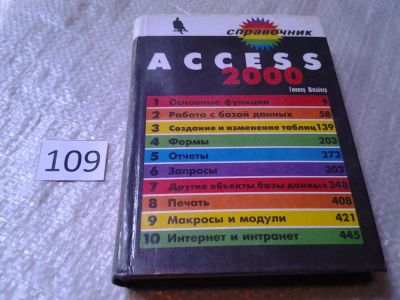 справочник
ACCESS
2000
Гюнтер Штайнер
1 Основные функции 9
2 Работа с базой данных 58
3 Создание и изменение таблиц 139
4 Формы 203
5 Отчеты 273
6 Запросы 303
7 Другие объекты базы данных 348
8 Печать 408
9 Макросы и модули 421
10 Интернет и интранет 445
109